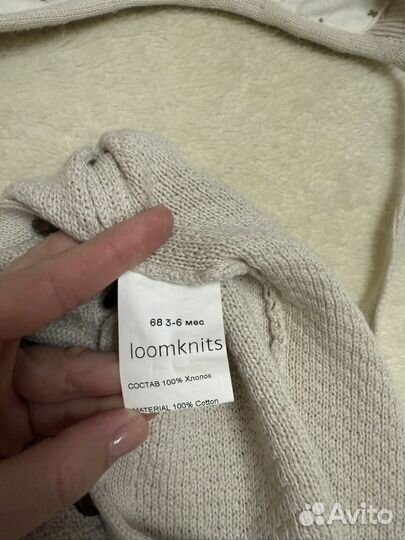 68 3-6 мес
loomknits
СОСТАВ 100% Хлопок
MATERIAL 100% Cotton
Avito